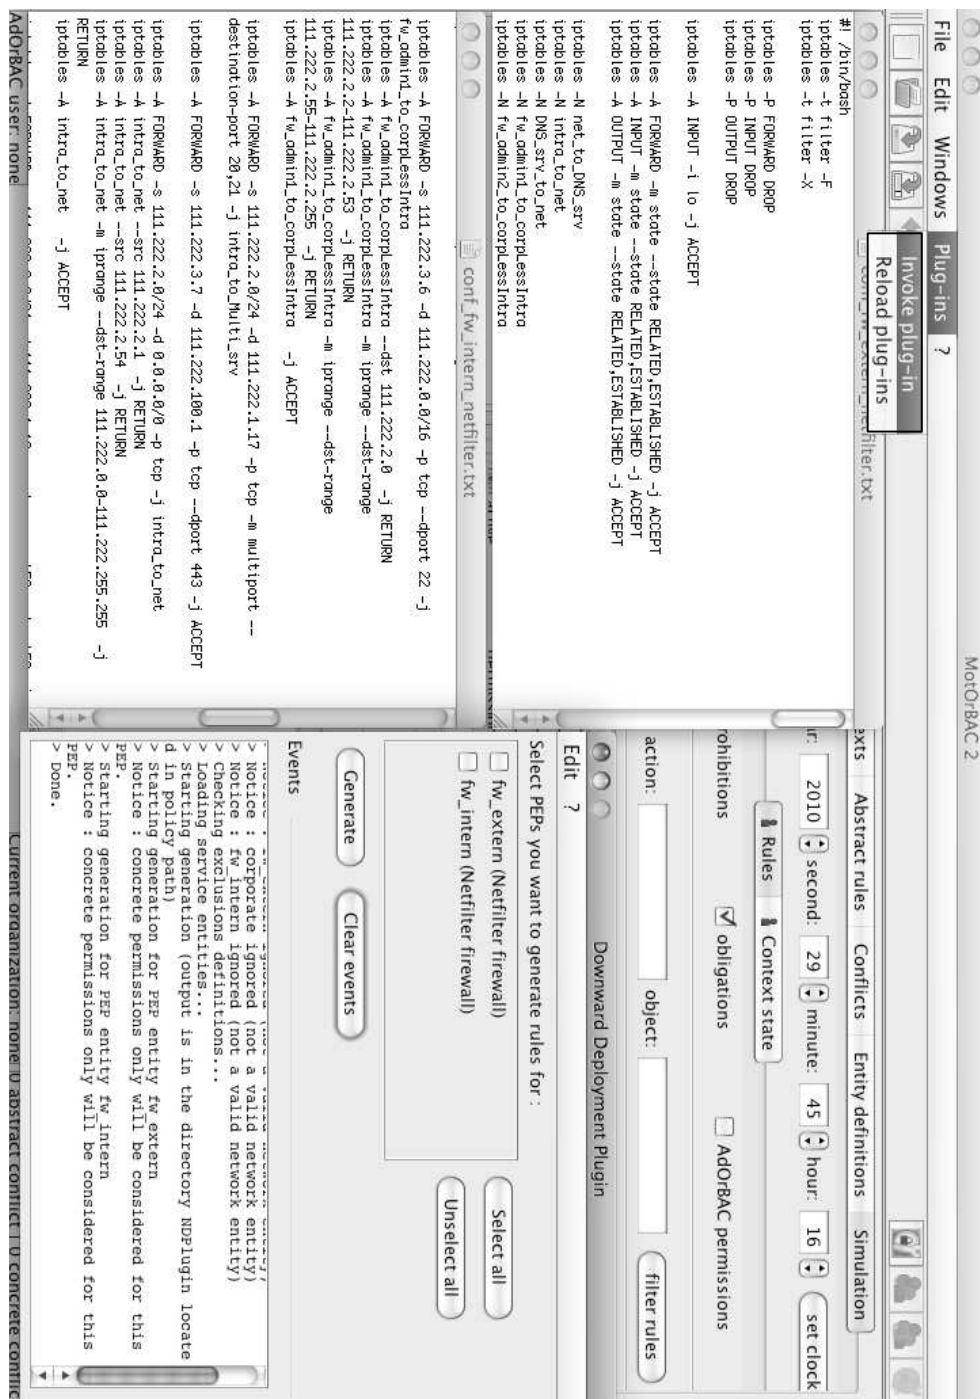 MotOrBAC 2
File Edit Windows Plug-ins ?
Invoke plug-in
Reload plug-ins
#! /bin/bash
iptables -t filter -F
iptables -t filter -X
iptables -P FORWARD DROP
iptables -P INPUT DROP
iptables -P OUTPUT DROP
iptables -A INPUT -i lo -j ACCEPT
iptables -A FORWARD -m state --state RELATED,ESTABLISHED -j ACCEPT
iptables -A INPUT -m state --state RELATED,ESTABLISHED -j ACCEPT
iptables -A OUTPUT -m state --state RELATED,ESTABLISHED -j ACCEPT
iptables -N net_to_DNS_srv
iptables -N intra_to_net
iptables -N DNS_srv_to_net
iptables -N fw_admin1_to_corpLessIntra
iptables -N fw_admin2_to_corpLessIntra
conf_fw_intern_netfilter.txt
iptables -A FORWARD -s 111.222.3.6 -d 111.222.0.0/16 -p tcp --dport 22 -j
fw_admin1_to_corpLessIntra
iptables -A fw_admin1_to_corpLessIntra --dst 111.222.2.0 -j RETURN
iptables -A fw_admin1_to_corpLessIntra -m iprange --dst-range
111.222.2.2-111.222.2.53 -j RETURN
iptables -A fw_admin1_to_corpLessIntra -m iprange --dst-range
111.222.2.55-111.222.2.255 -j RETURN
iptables -A fw_admin1_to_corpLessIntra -j ACCEPT
iptables -A FORWARD -s 111.222.2.0/24 -d 111.222.1.17 -p tcp -m multiport --
destination-port 20,21 -j intra_to_Multi_srv
iptables -A FORWARD -s 111.222.3.7 -d 111.222.100.1 -p tcp --dport 443 -j ACCEPT
iptables -A FORWARD -s 111.222.2.0/24 -d 0.0.0.0/0 -p tcp -j intra_to_net
iptables -A intra_to_net --src 111.222.2.1 -j RETURN
iptables -A intra_to_net --src 111.222.2.54 -j RETURN
iptables -A intra_to_net -m iprange --dst-range 111.222.0.0-111.222.255.255 -j
RETURN
iptables -A intra_to_net -j ACCEPT
exts Abstract rules Conflicts Entity definitions Simulation
ar: 2010 second: 29 minute: 45 hour: 16 set clock
Rules Context state
rohibitions obligations AdOrBAC permissions
action: object: filter rules
Downward Deployment Plugin
Edit ?
Select PEPs you want to generate rules for :
fw_extern (Netfilter firewall)
fw_intern (Netfilter firewall)
Select all
Unselect all
Generate Clear events
Events
> Notice : corporate ignored (not a valid network entity)
> Notice : fw_intern ignored (not a valid network entity)
> Checking exclusions definitions...
> Loading service entities...
> Starting generation (output is in the directory NDPlugin locate
d in policy path)
> Starting generation for PEP entity fw_extern
> Notice : concrete permissions only will be considered for this
PEP.
> Starting generation for PEP entity fw_intern
> Notice : concrete permissions only will be considered for this
PEP.
> Done.
AdOrBAC user: none
Current organization: none 0 abstract conflict 0 concrete conflic